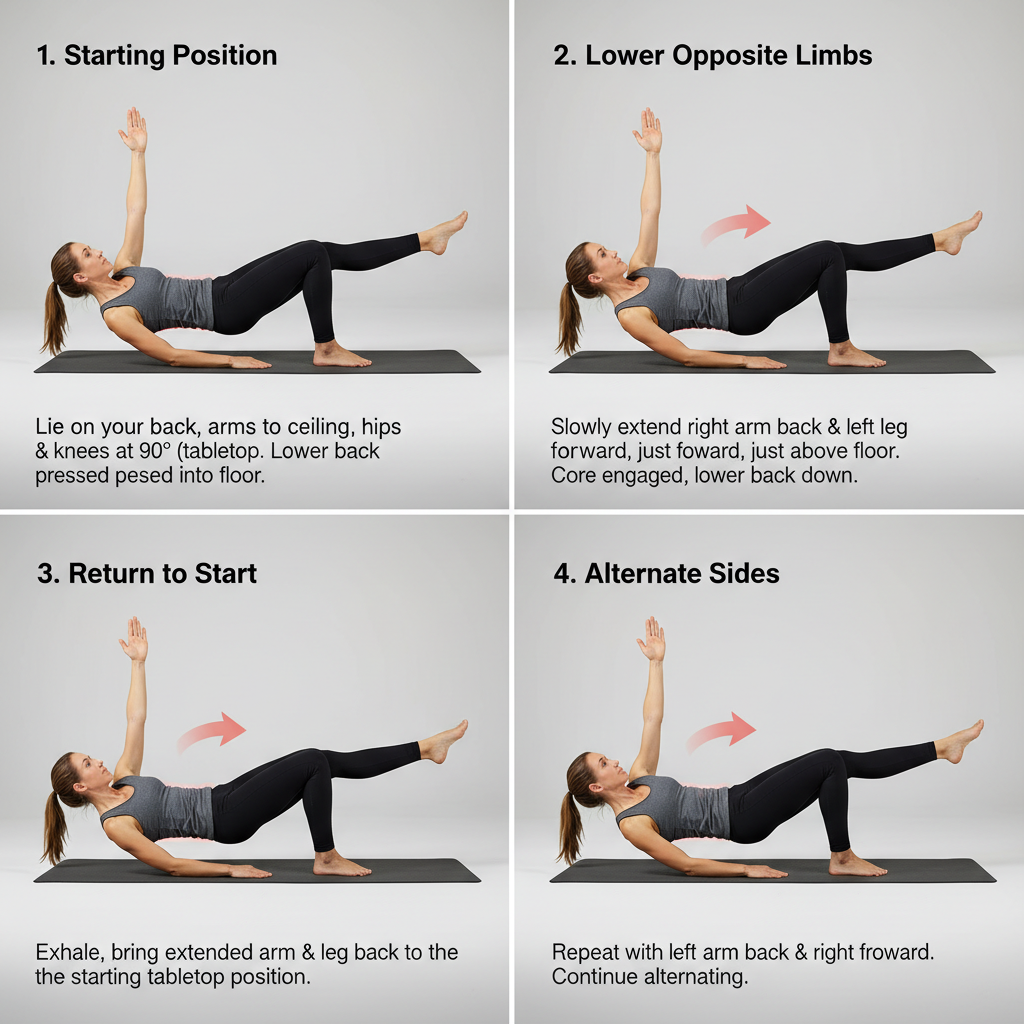 1. Starting Position
Lie on your back, arms to ceiling, hips
& knees at 90° (tabletop. Lower back
pressed pesed into floor.
2. Lower Opposite Limbs
Slowly extend right arm back & left leg
forward, just foward, just above floor.
Core engaged, lower back down.
3. Return to Start
Exhale, bring extended arm & leg back to the
the starting tabletop position.
4. Alternate Sides
Repeat with left arm back & right froward.
Continue alternating.